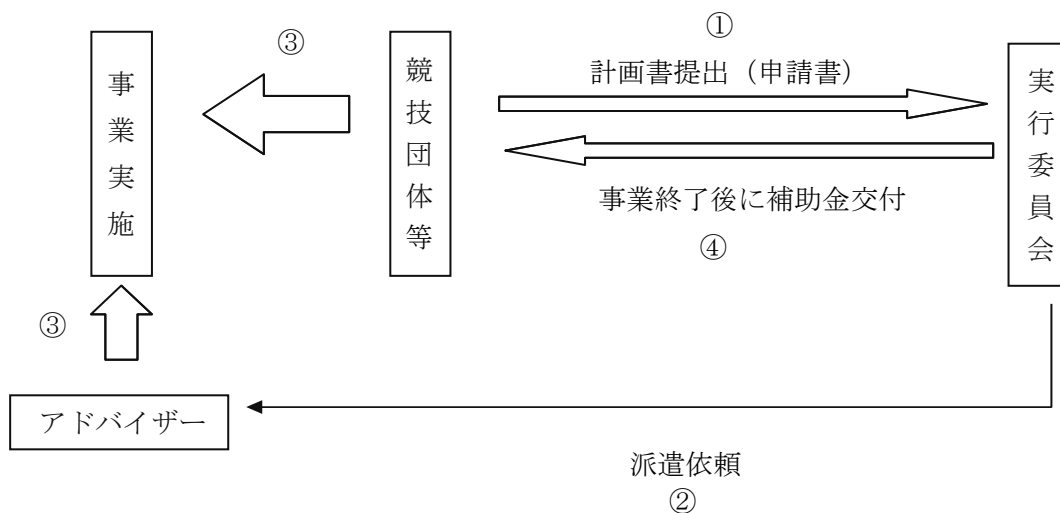 ①
計画書提出（申請書）
③
事業実施
競技団体等
実行委員会
事業終了後に補助金交付
④
③
アドバイザー
派遣依頼
②